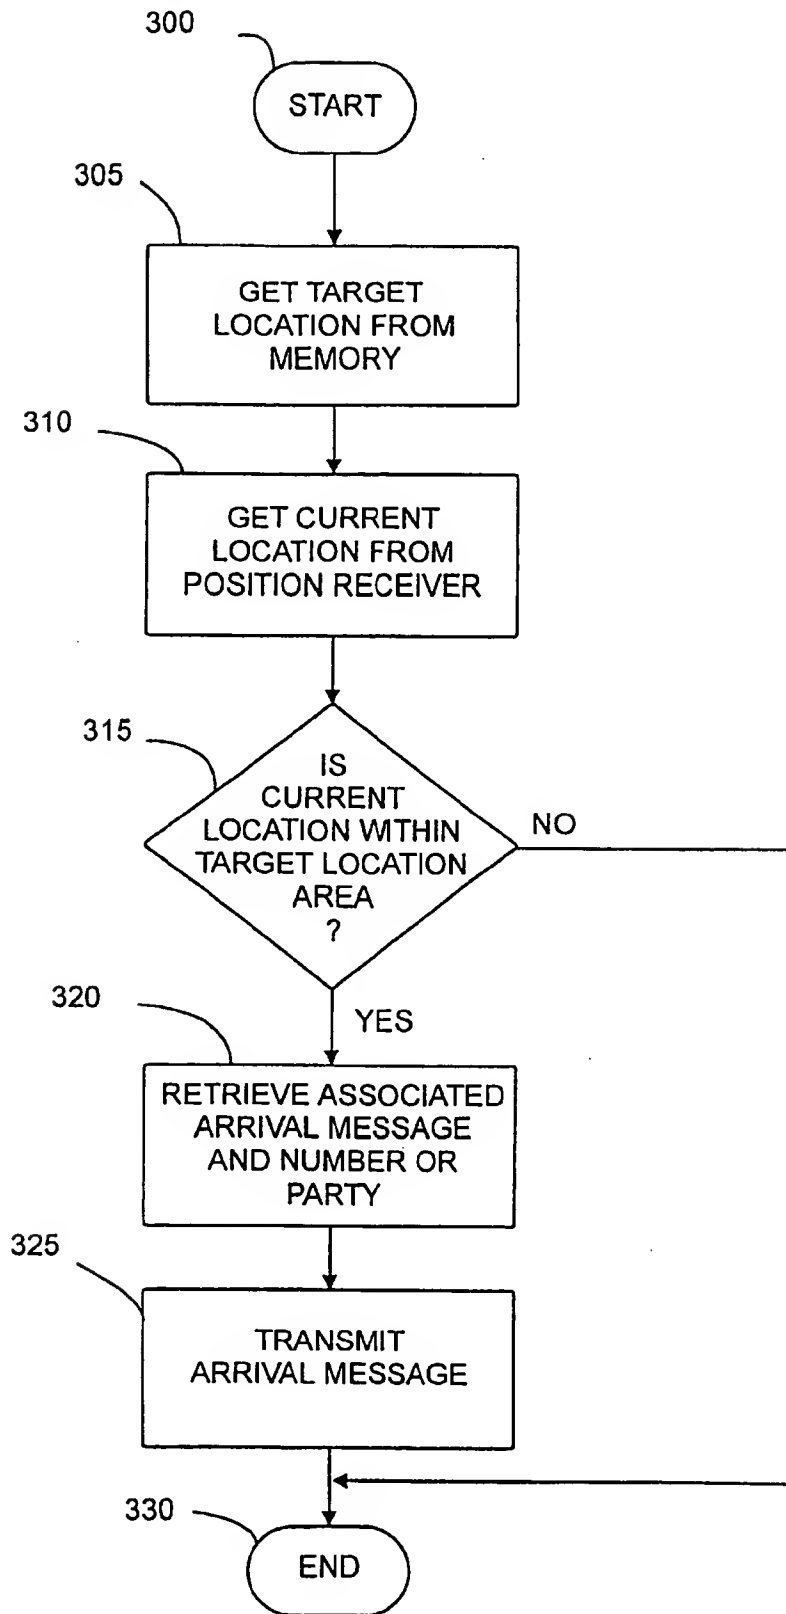 300
START
305
GET TARGET
LOCATION FROM
MEMORY
310
GET CURRENT
LOCATION FROM
POSITION RECEIVER
315
IS
CURRENT
LOCATION WITHIN
TARGET LOCATION
AREA
?
NO
YES
320
RETRIEVE ASSOCIATED
ARRIVAL MESSAGE
AND NUMBER OR
PARTY
325
TRANSMIT
ARRIVAL MESSAGE
330
END